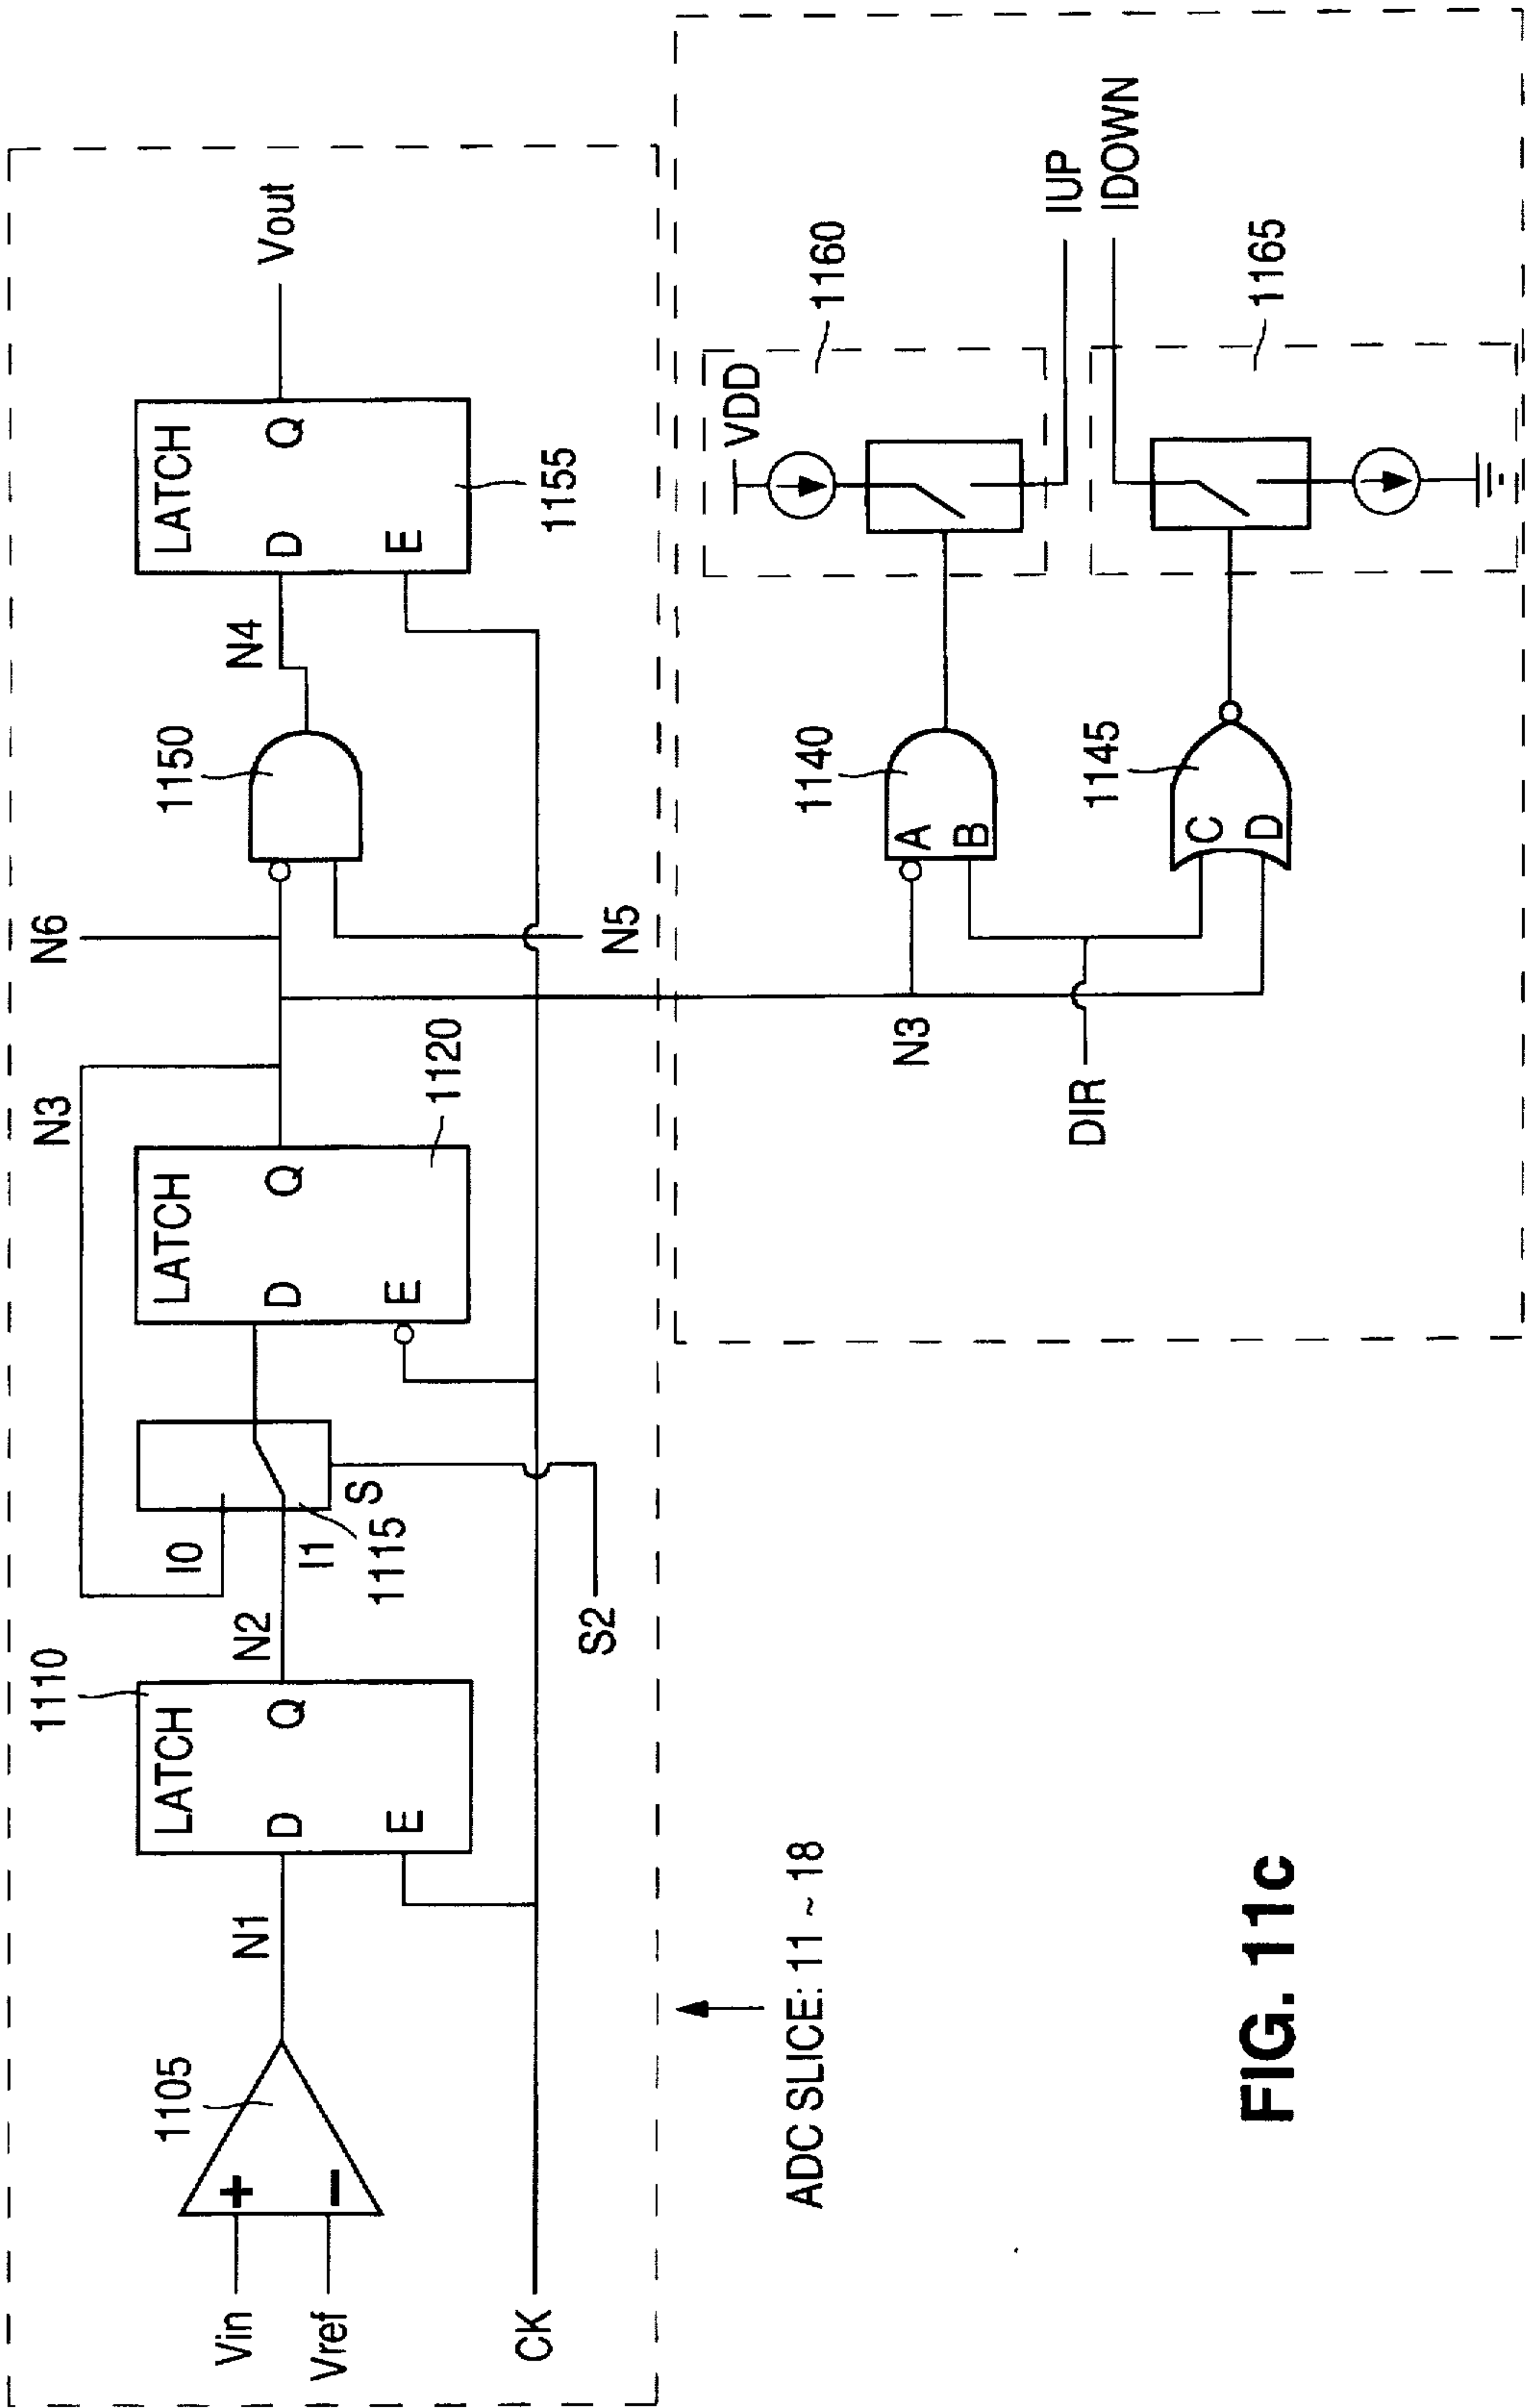 Vin
Vref
CK
+
−
1105
N1
1110
LATCH
D
Q
E
N2
I0
I1
1115
S
S2
N3
LATCH
D
Q
E
1120
N6
N5
1150
N4
LATCH
D
Q
E
1155
Vout
ADC SLICE: 11 ~ 18
N3
DIR
A
B
1140
C
D
1145
VDD
1160
IUP
IDOWN
1165
FIG. 11c